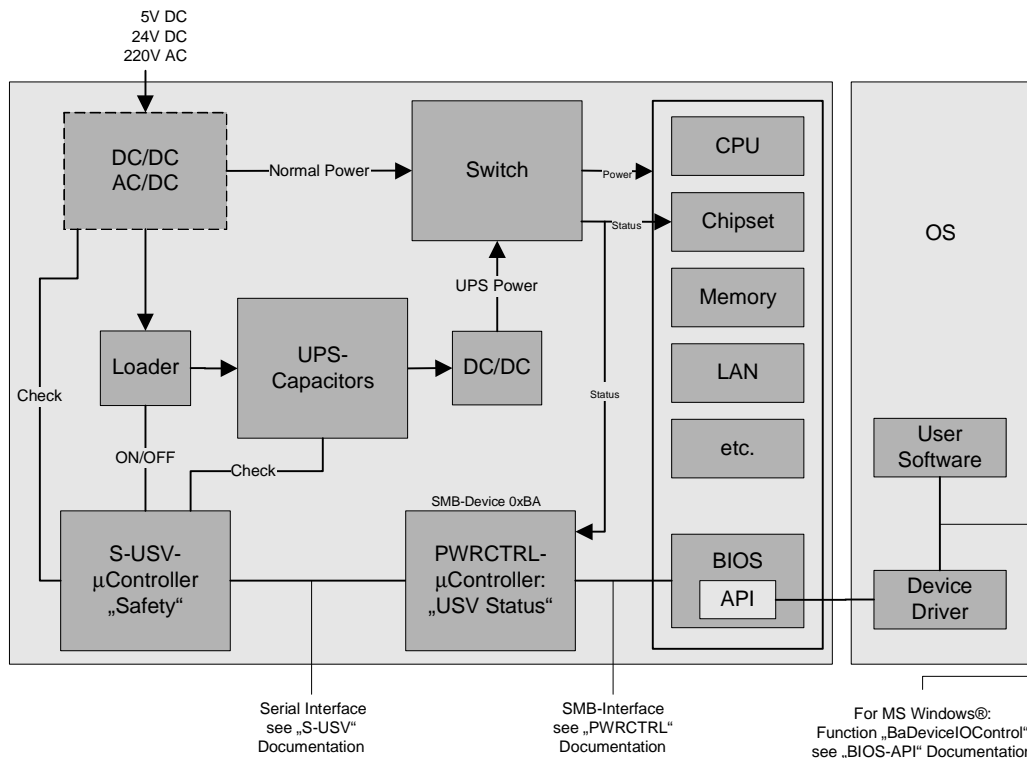 5V DC
24V DC
220V AC
DC/DC
AC/DC
Normal Power
Switch
Power
Status
CPU
Chipset
Memory
LAN
etc.
OS
UPS Power
Loader
UPS-
Capacitors
DC/DC
Check
Status
ON/OFF
Check
SMB-Device 0xBA
User
Software
S-USV-
μController
„Safety“
PWRCTRL-
μController:
„USV Status“
BIOS
API
Device
Driver
Serial Interface
see „S-USV“
Documentation
SMB-Interface
see „PWRCTRL“
Documentation
For MS Windows®:
Function „BaDeviceIOControl“
see „BIOS-API“ Documentation